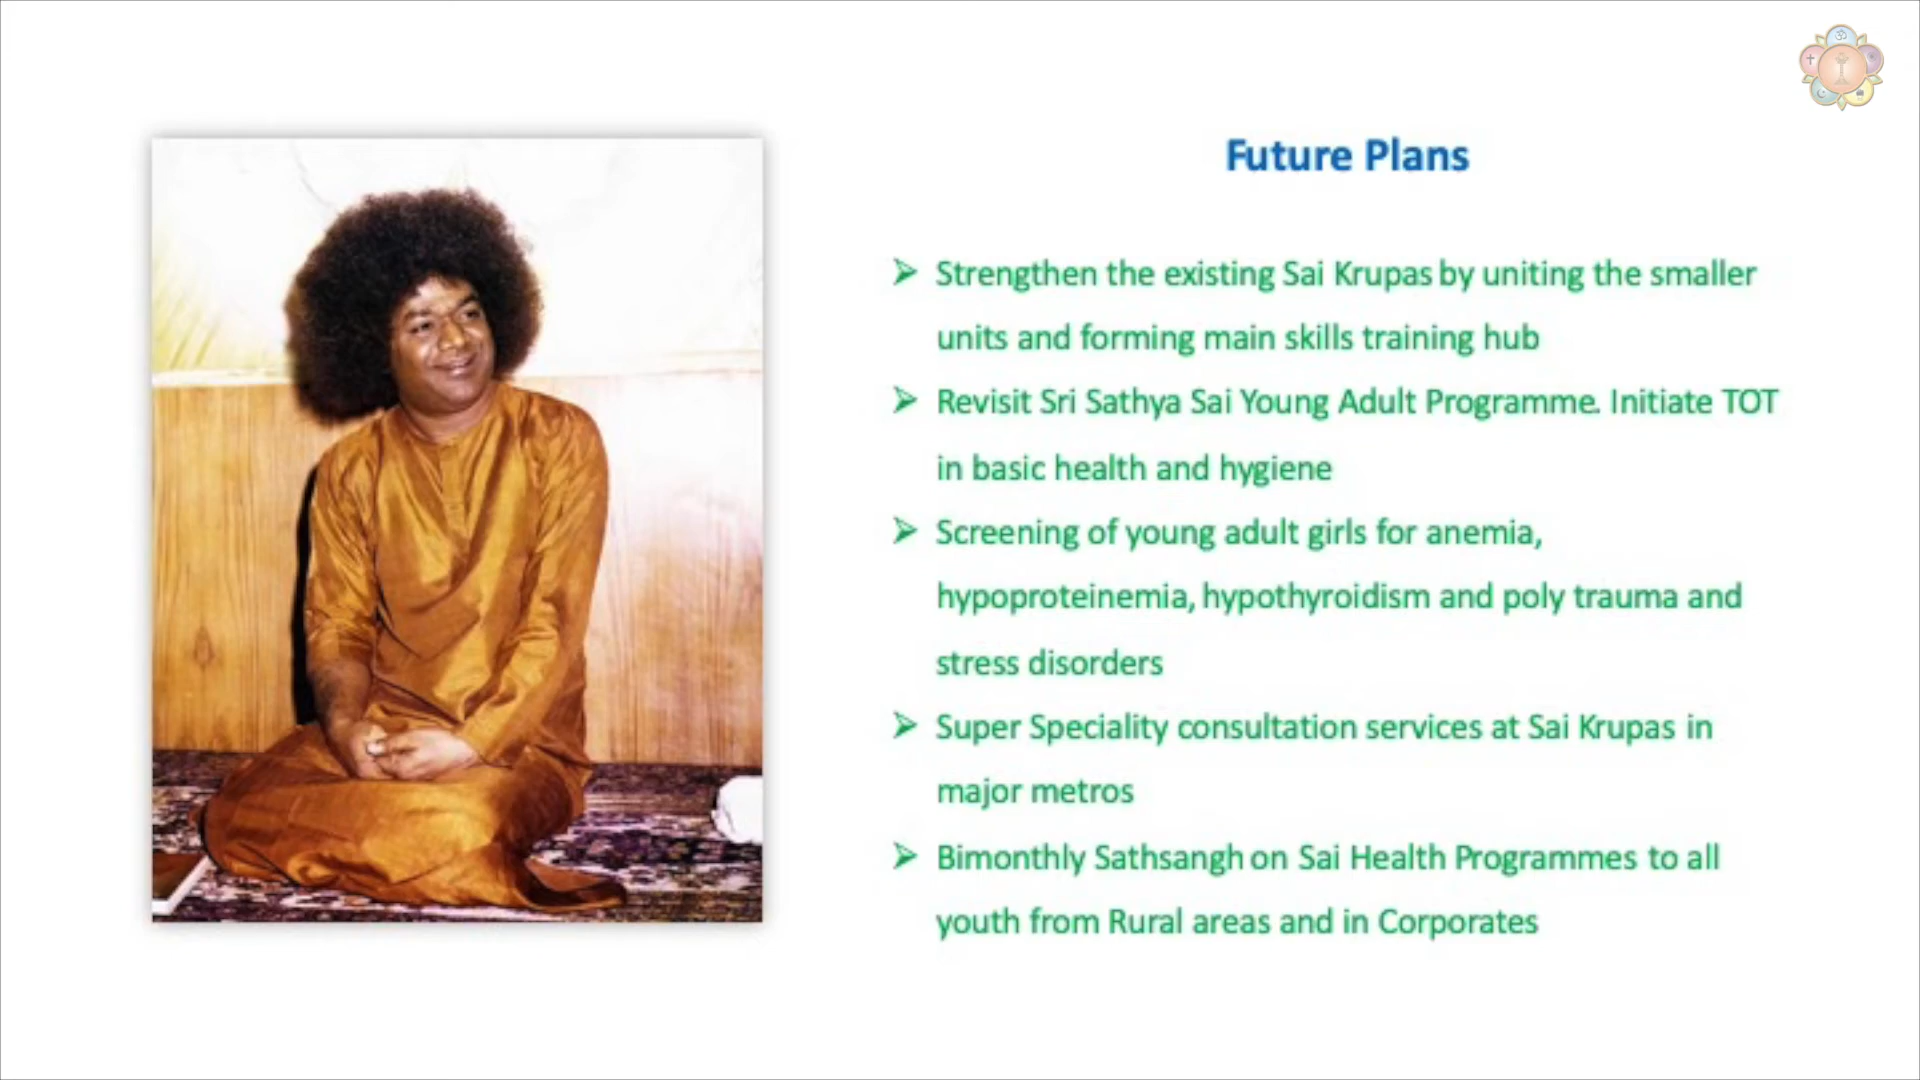 Future Plans
➢ Strengthen the existing Sai Krupas by uniting the smaller
units and forming main skills training hub
➢ Revisit Sri Sathya Sai Young Adult Programme. Initiate TOT
in basic health and hygiene
➢ Screening of young adult girls for anemia,
hypoproteinemia, hypothyroidism and poly trauma and
stress disorders
➢ Super Speciality consultation services at Sai Krupas in
major metros
➢ Bimonthly Sathsangh on Sai Health Programmes to all
youth from Rural areas and in Corporates